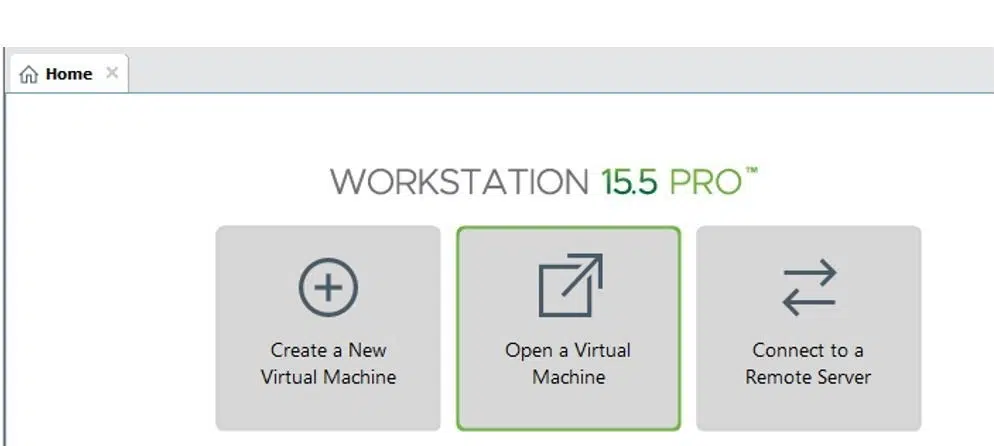 Home
WORKSTATION 15.5 PRO™
Create a New
Virtual Machine
Open a Virtual
Machine
Connect to a
Remote Server